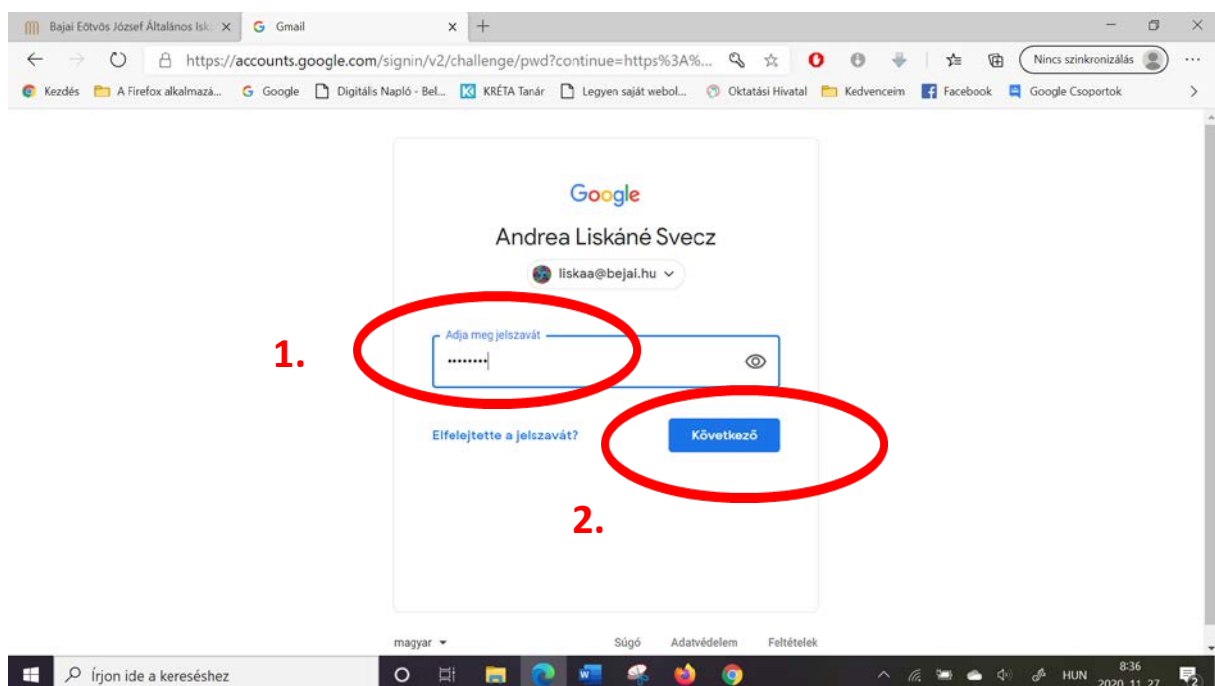 Bajai Eötvös József Általános Isk
Gmail
https://accounts.google.com/signin/v2/challenge/pwd?continue=https%3A%...
Nincs szinkronizálás
Kezdés A Firefox alkalmazá... Google Digitális Napló - Bel... KRÉTA Tanár Legyen saját webol... Oktatási Hivatal Kedvenceim Facebook Google Csoportok
Google
Andrea Liskáné Svecz
liskaa@bejai.hu
Adja meg jelszavát
1.
••••••••
Elfelejtette a jelszavát? Következő
2.
magyar Súgó Adatvédelem Feltételek
Írjon ide a kereséshez
HUN
8:36
2020. 11. 27.
2